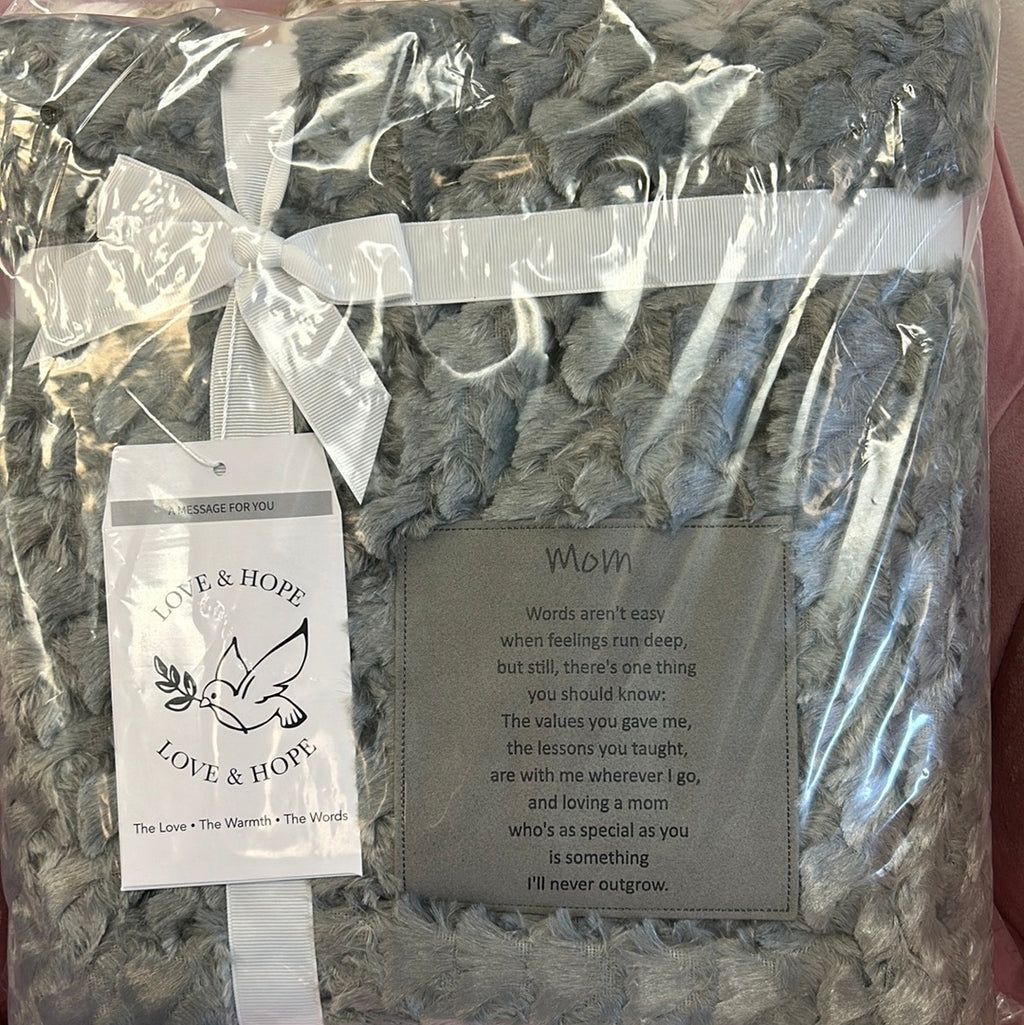 A MESSAGE FOR YOU
LOVE & HOPE
LOVE & HOPE
The Love • The Warmth • The Words
Mom
Words aren't easy
when feelings run deep,
but still, there's one thing
you should know:
The values you gave me,
the lessons you taught,
are with me wherever I go,
and loving a mom
who's as special as you
is something
I'll never outgrow.